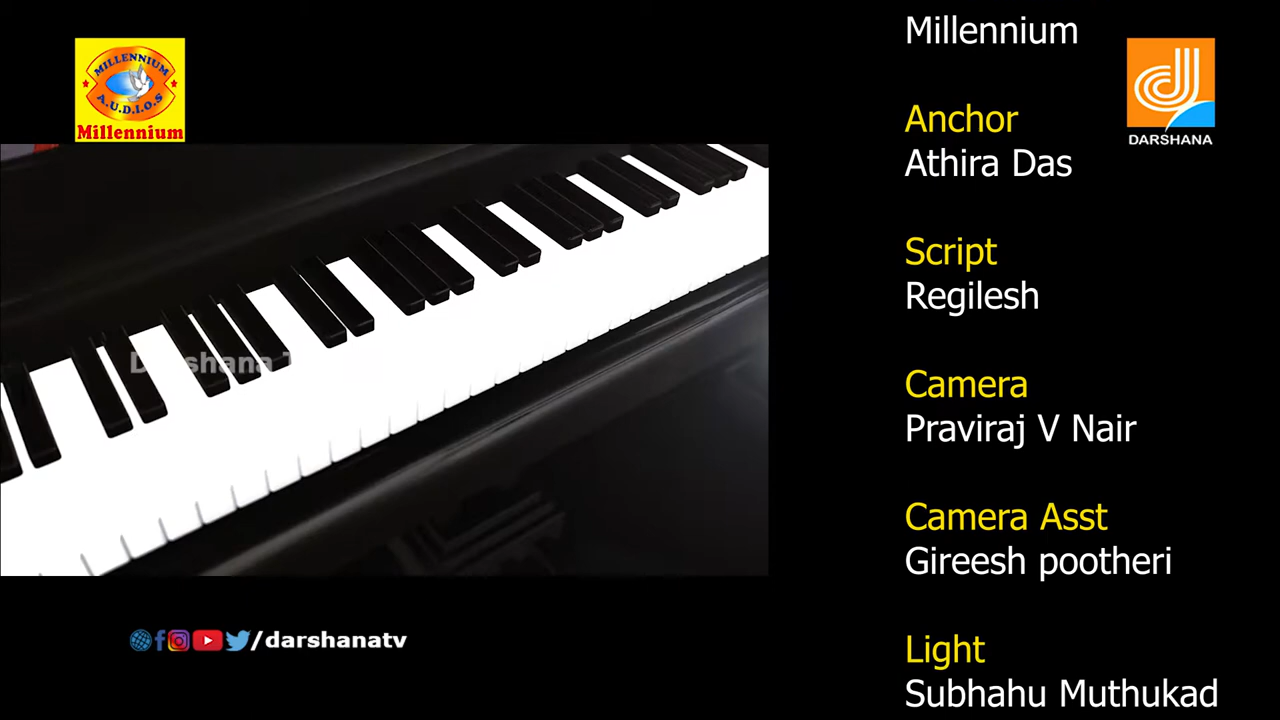 MILLENNIUM
A.U.D.I.O.S
Millennium
DARSHANA
Darshana T
/darshanatv
Millennium
Anchor
Athira Das
Script
Regilesh
Camera
Praviraj V Nair
Camera Asst
Gireesh pootheri
Light
Subhahu Muthukad